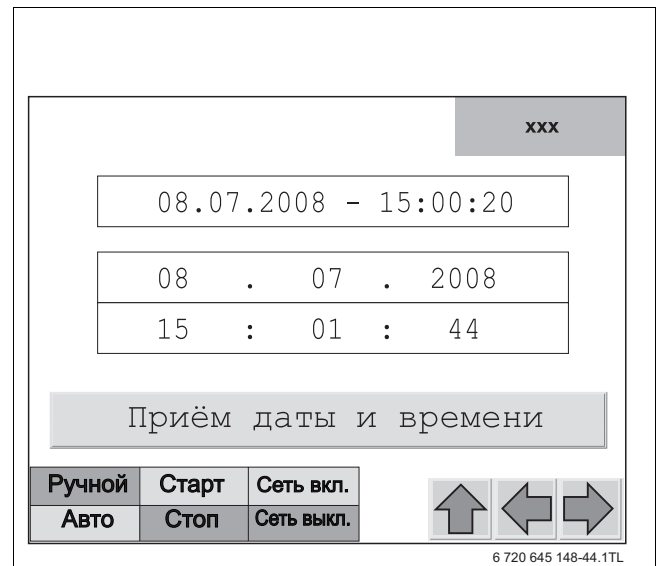 xxx
08.07.2008 - 15:00:20
08 . 07 . 2008
15 : 01 : 44
Приём даты и времени
Ручной Старт Сеть вкл.
Авто Стоп Сеть выкл.
6 720 645 148-44.1TL